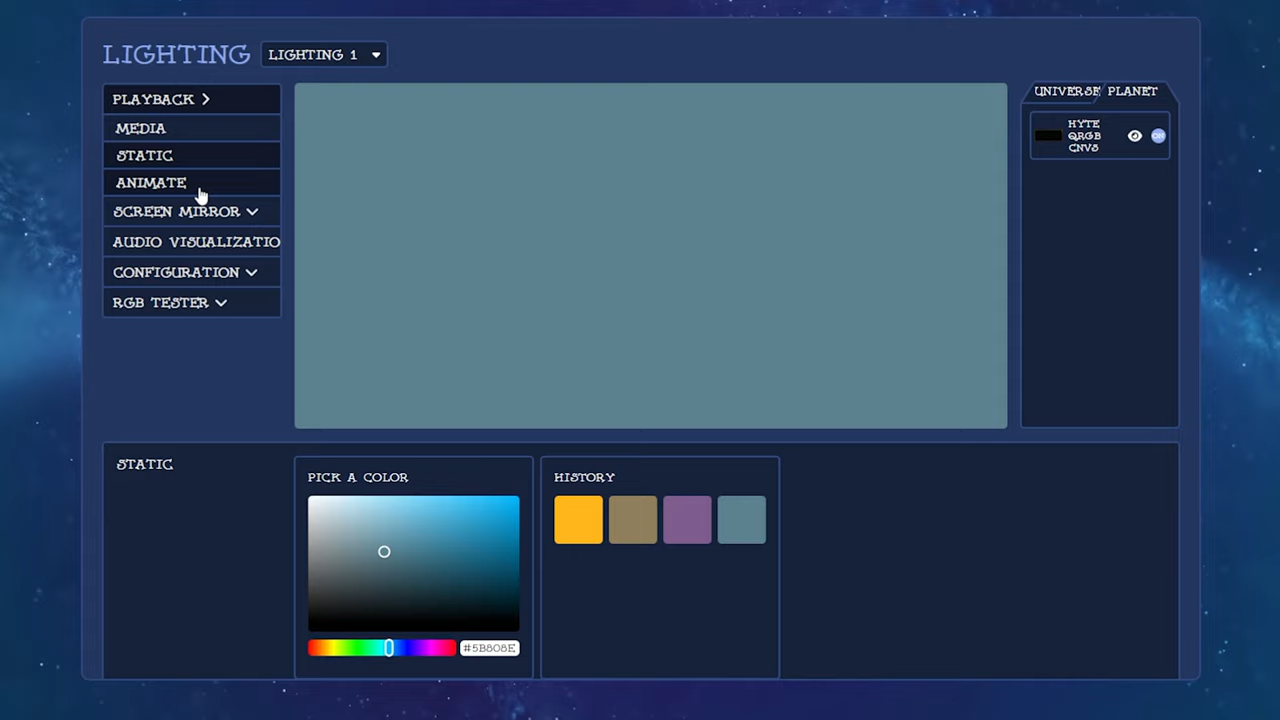 LIGHTING
LIGHTING 1
PLAYBACK
MEDIA
STATIC
ANIMATE
SCREEN MIRROR
AUDIO VISUALIZATIO
CONFIGURATION
RGB TESTER
UNIVERSE
PLANET
HYTE
QRGB
CNVS
ON
STATIC
PICK A COLOR
#5B808E
HISTORY